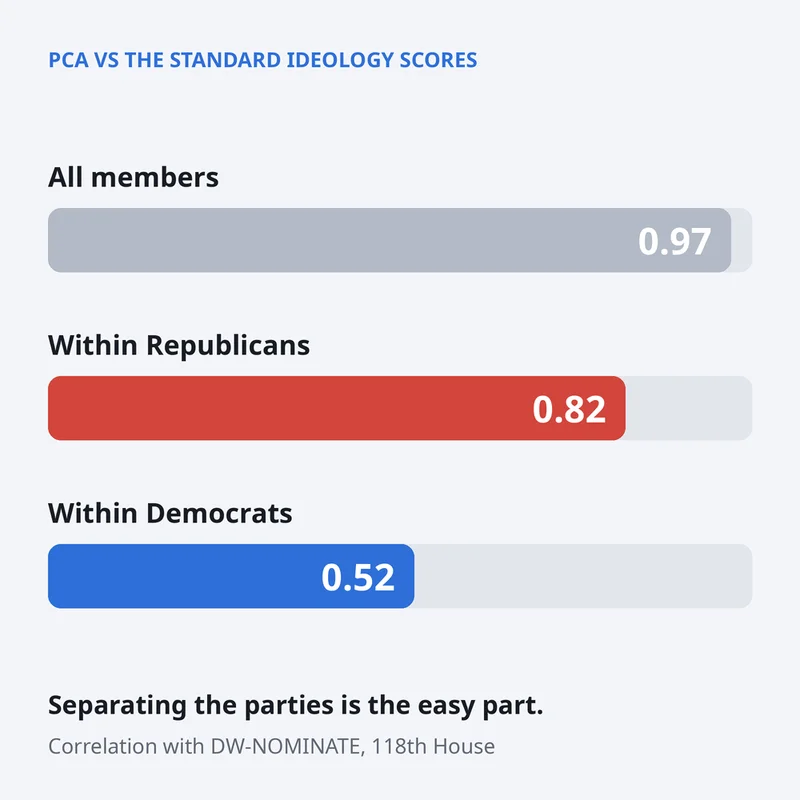 PCA VS THE STANDARD IDEOLOGY SCORES
All members
0.97
Within Republicans
0.82
Within Democrats
0.52
Separating the parties is the easy part.
Correlation with DW-NOMINATE, 118th House